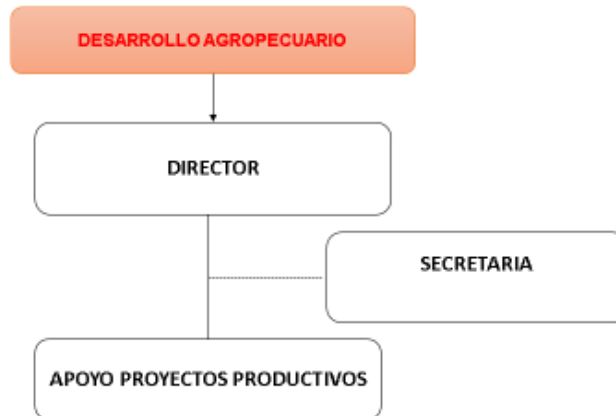 DESARROLLO AGROPECUARIO
DIRECTOR
SECRETARIA
APOYO PROYECTOS PRODUCTIVOS